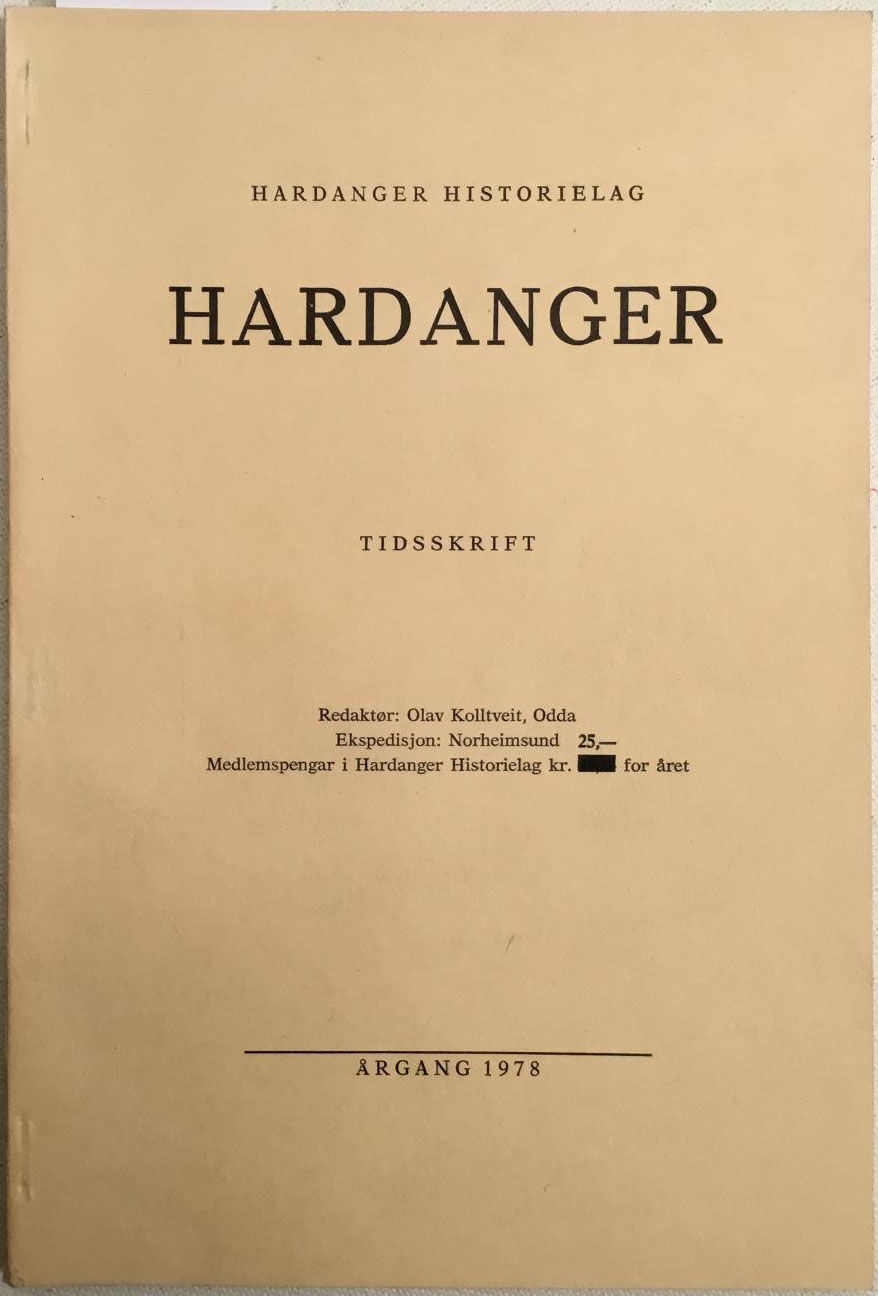 HARDANGER HISTORIELAG
HARDANGER
TIDSSKRIFT
Redaktør: Olav Kolltveit, Odda
Ekspedisjon: Norheimsund 25,—
Medlemspengar i Hardanger Historielag kr. for året
ÅRGANG 1978